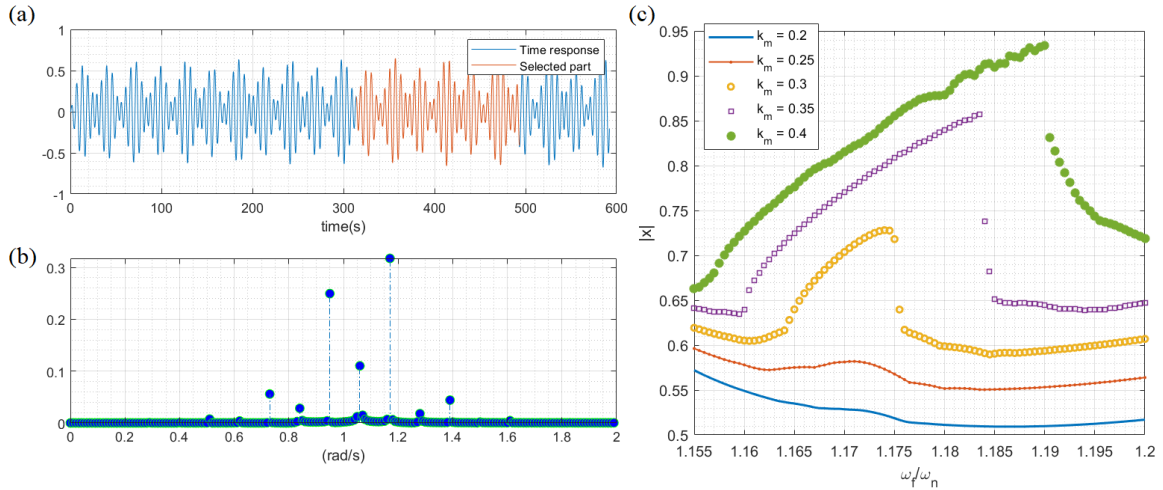 (a)
1
0.5
0
-0.5
-1
Time response
Selected part
0 100 200 300 400 500 600
time(s)
(b)
0.3
0.2
0.1
0
0 0.2 0.4 0.6 0.8 1 1.2 1.4 1.6 1.8 2
(rad/s)
(c)
|x|
0.95
0.9
0.85
0.8
0.75
0.7
0.65
0.6
0.55
0.5
k_m = 0.2
k_m = 0.25
k_m = 0.3
k_m = 0.35
k_m = 0.4
1.155 1.16 1.165 1.17 1.175 1.18 1.185 1.19 1.195 1.2
ω_f/ω_n